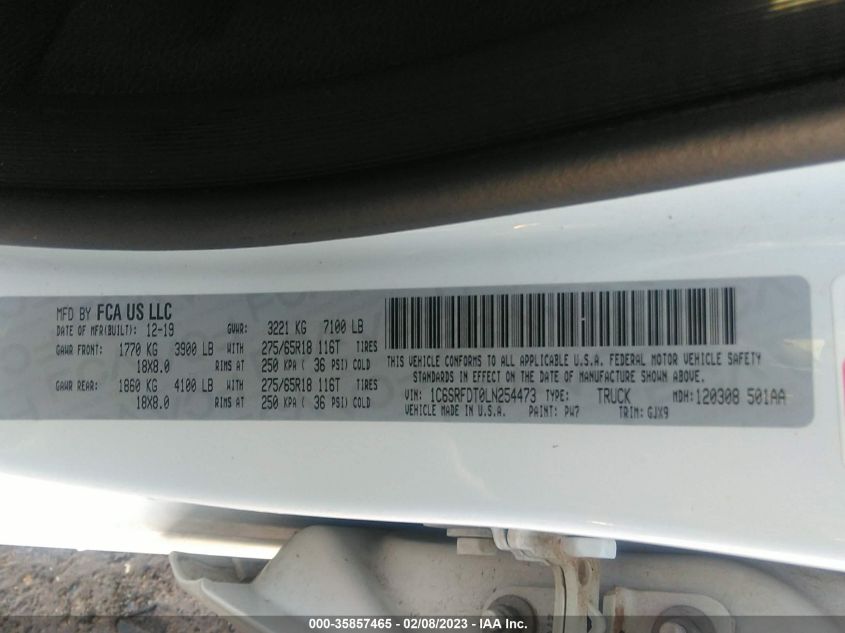 MFD BY FCA US LLC
DATE OF MFR(BUILT): 12-19 GVWR: 3221 KG 7100 LB
GAWR FRONT: 1770 KG 3900 LB WITH 275/65R18 116T TIRES
18X8.0 RIMS AT 250 KPA ( 36 PSI) COLD
GAWR REAR: 1860 KG 4100 LB WITH 275/65R18 116T TIRES
18X8.0 RIMS AT 250 KPA ( 36 PSI) COLD
THIS VEHICLE CONFORMS TO ALL APPLICABLE U.S.A. FEDERAL MOTOR VEHICLE SAFETY
STANDARDS IN EFFECT ON THE DATE OF MANUFACTURE SHOWN ABOVE.
VIN: 1C6SRFDT0LN254473 TYPE: TRUCK MDH: 120308 501AA
VEHICLE MADE IN U.S.A. PAINT: PW7 TRIM: GJX9
000-35857465 - 02/08/2023 - IAA Inc.